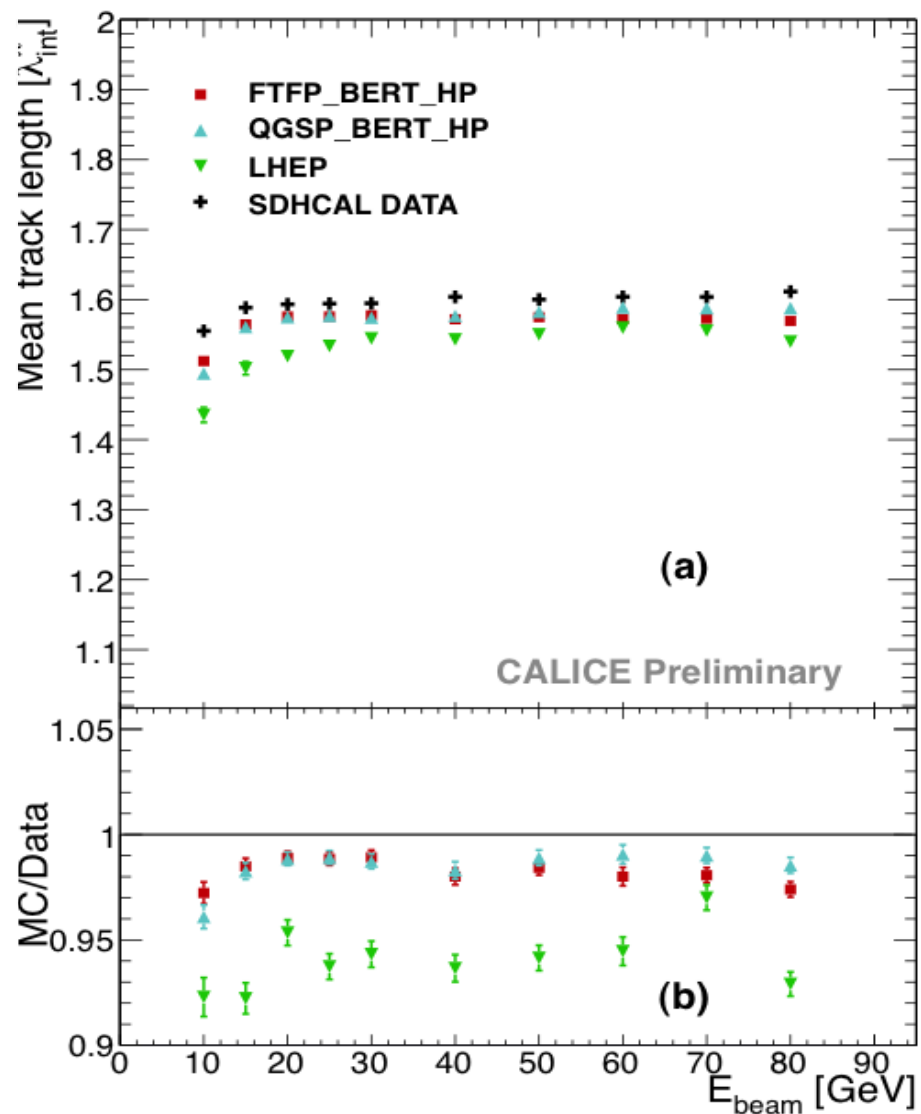 Mean track length [λ_int]
2
1.9
1.8
1.7
1.6
1.5
1.4
1.3
1.2
1.1
FTFP_BERT_HP
QGSP_BERT_HP
LHEP
SDHCAL DATA
(a)
CALICE Preliminary
MC/Data
1.05
1
0.95
0.9
(b)
0 10 20 30 40 50 60 70 80 90
E_beam [GeV]